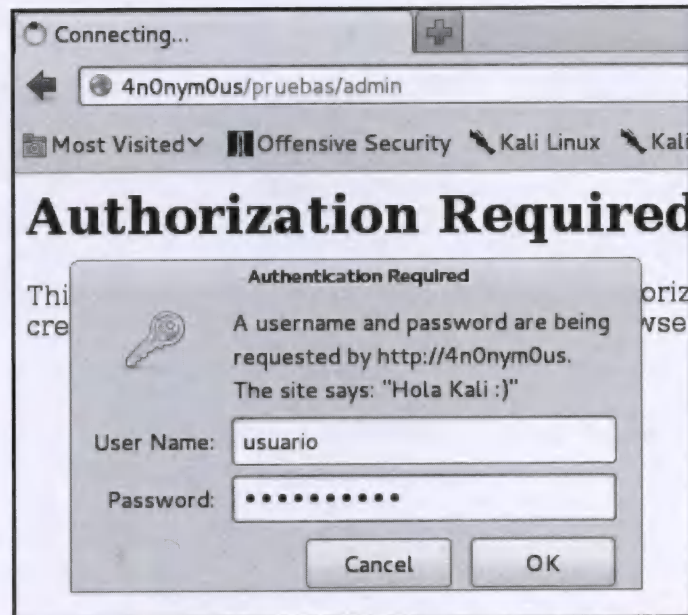 Connecting...
4n0nym0us/pruebas/admin
Most Visited Offensive Security Kali Linux Kali
Authorization Required
Authentication Required
A username and password are being
requested by http://4n0nym0us.
The site says: "Hola Kali :)"
User Name: usuario
Password: ••••••••••
Cancel OK